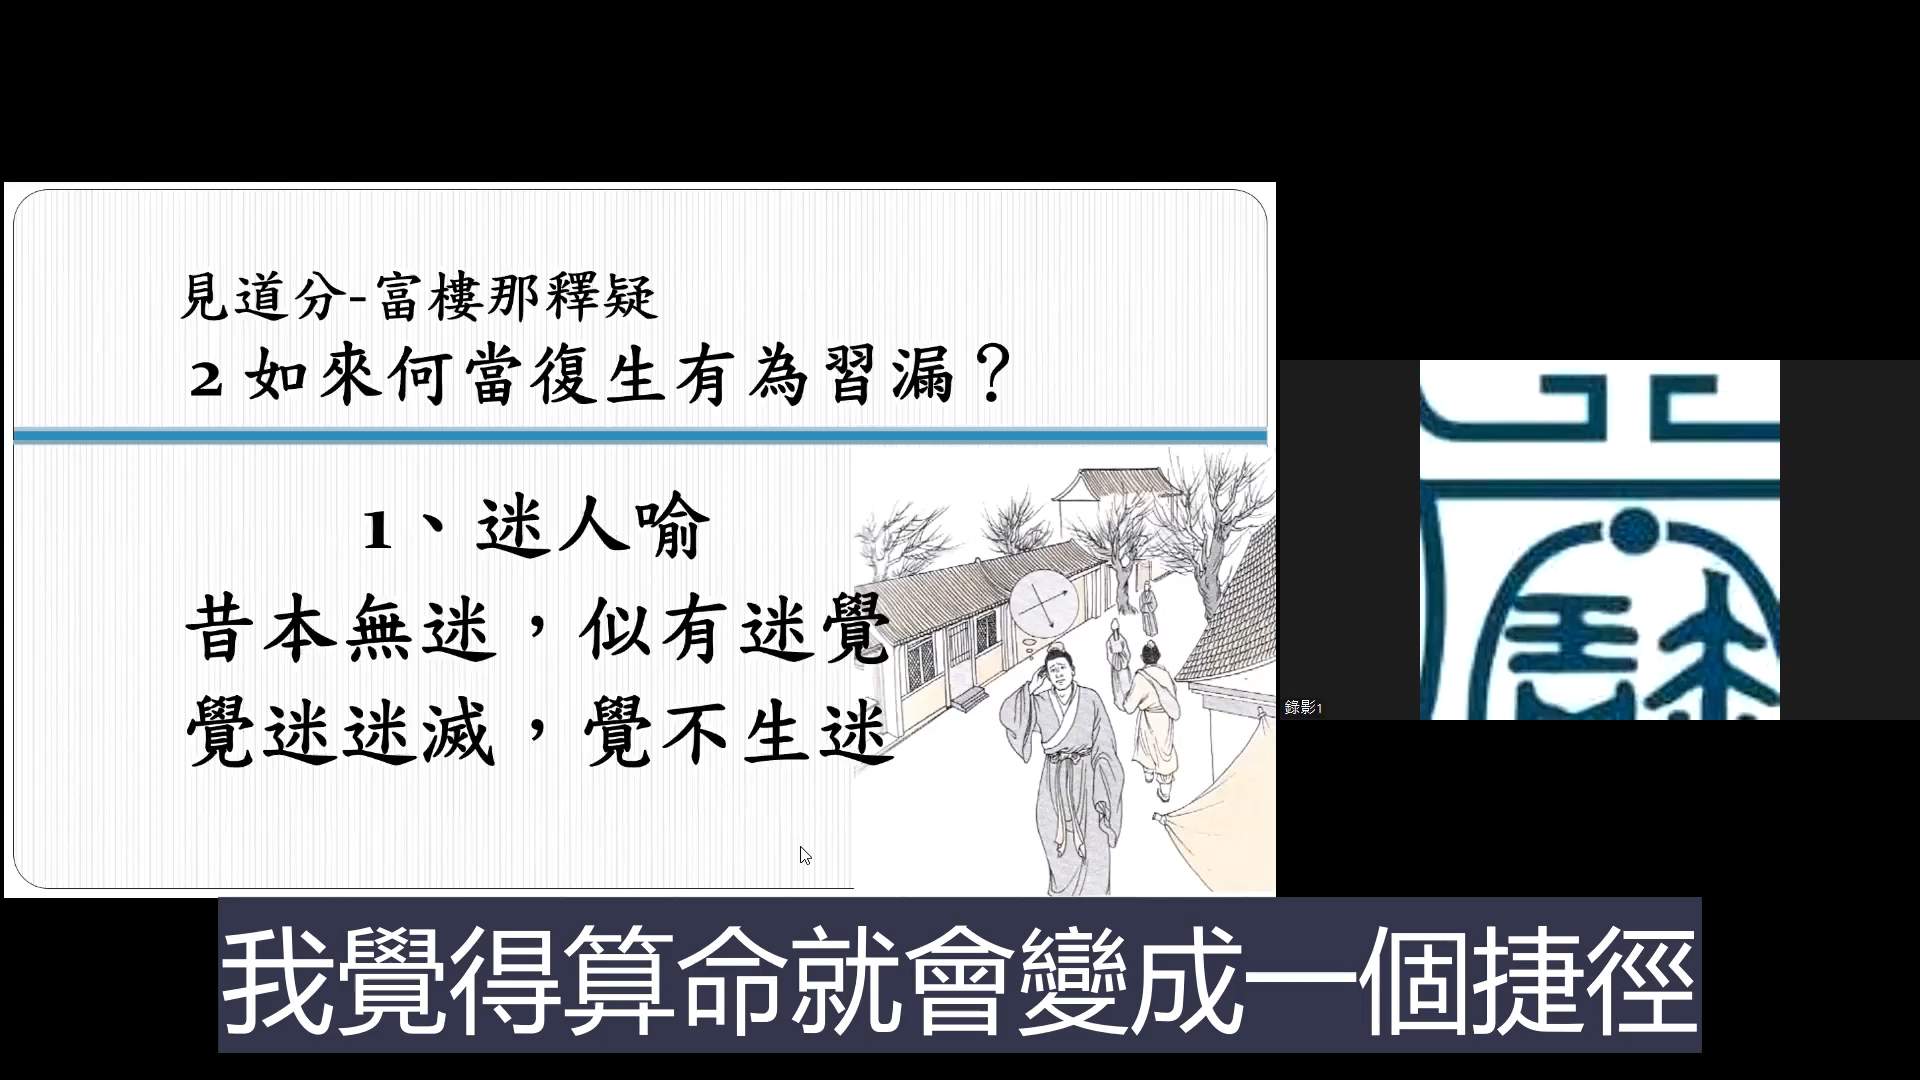 見道分-富樓那釋疑
2 如來何當復生有為習漏？
1、迷人喻
昔本無迷，似有迷覺
覺迷迷滅，覺不生迷
錄影1
我覺得算命就會變成一個捷徑